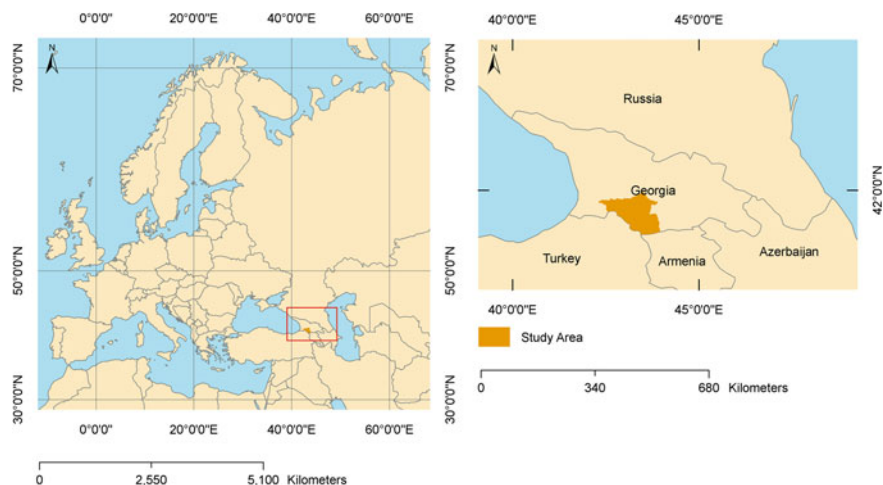 0°0'0" 20°0'0"E 40°0'0"E 60°0'0"E
N
70°0'0"N
50°0'0"N
30°0'0"N
70°0'0"N
50°0'0"N
30°0'0"N
0°0'0" 20°0'0"E 40°0'0"E 60°0'0"E
0 2,550 5,100 Kilometers
40°0'0"E 45°0'0"E
N
Russia
Georgia
42°0'0"N
Turkey
Armenia
Azerbaijan
40°0'0"E 45°0'0"E
Study Area
0 340 680 Kilometers